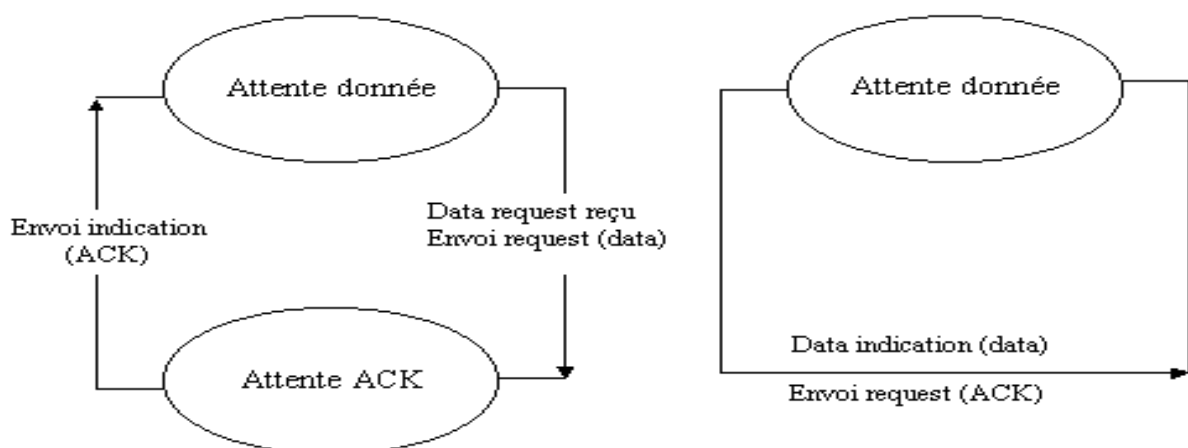 Attente donnée
Envoi indication
(ACK)
Data request reçu
Envoi request (data)
Attente ACK
Attente donnée
Data indication (data)
Envoi request (ACK)